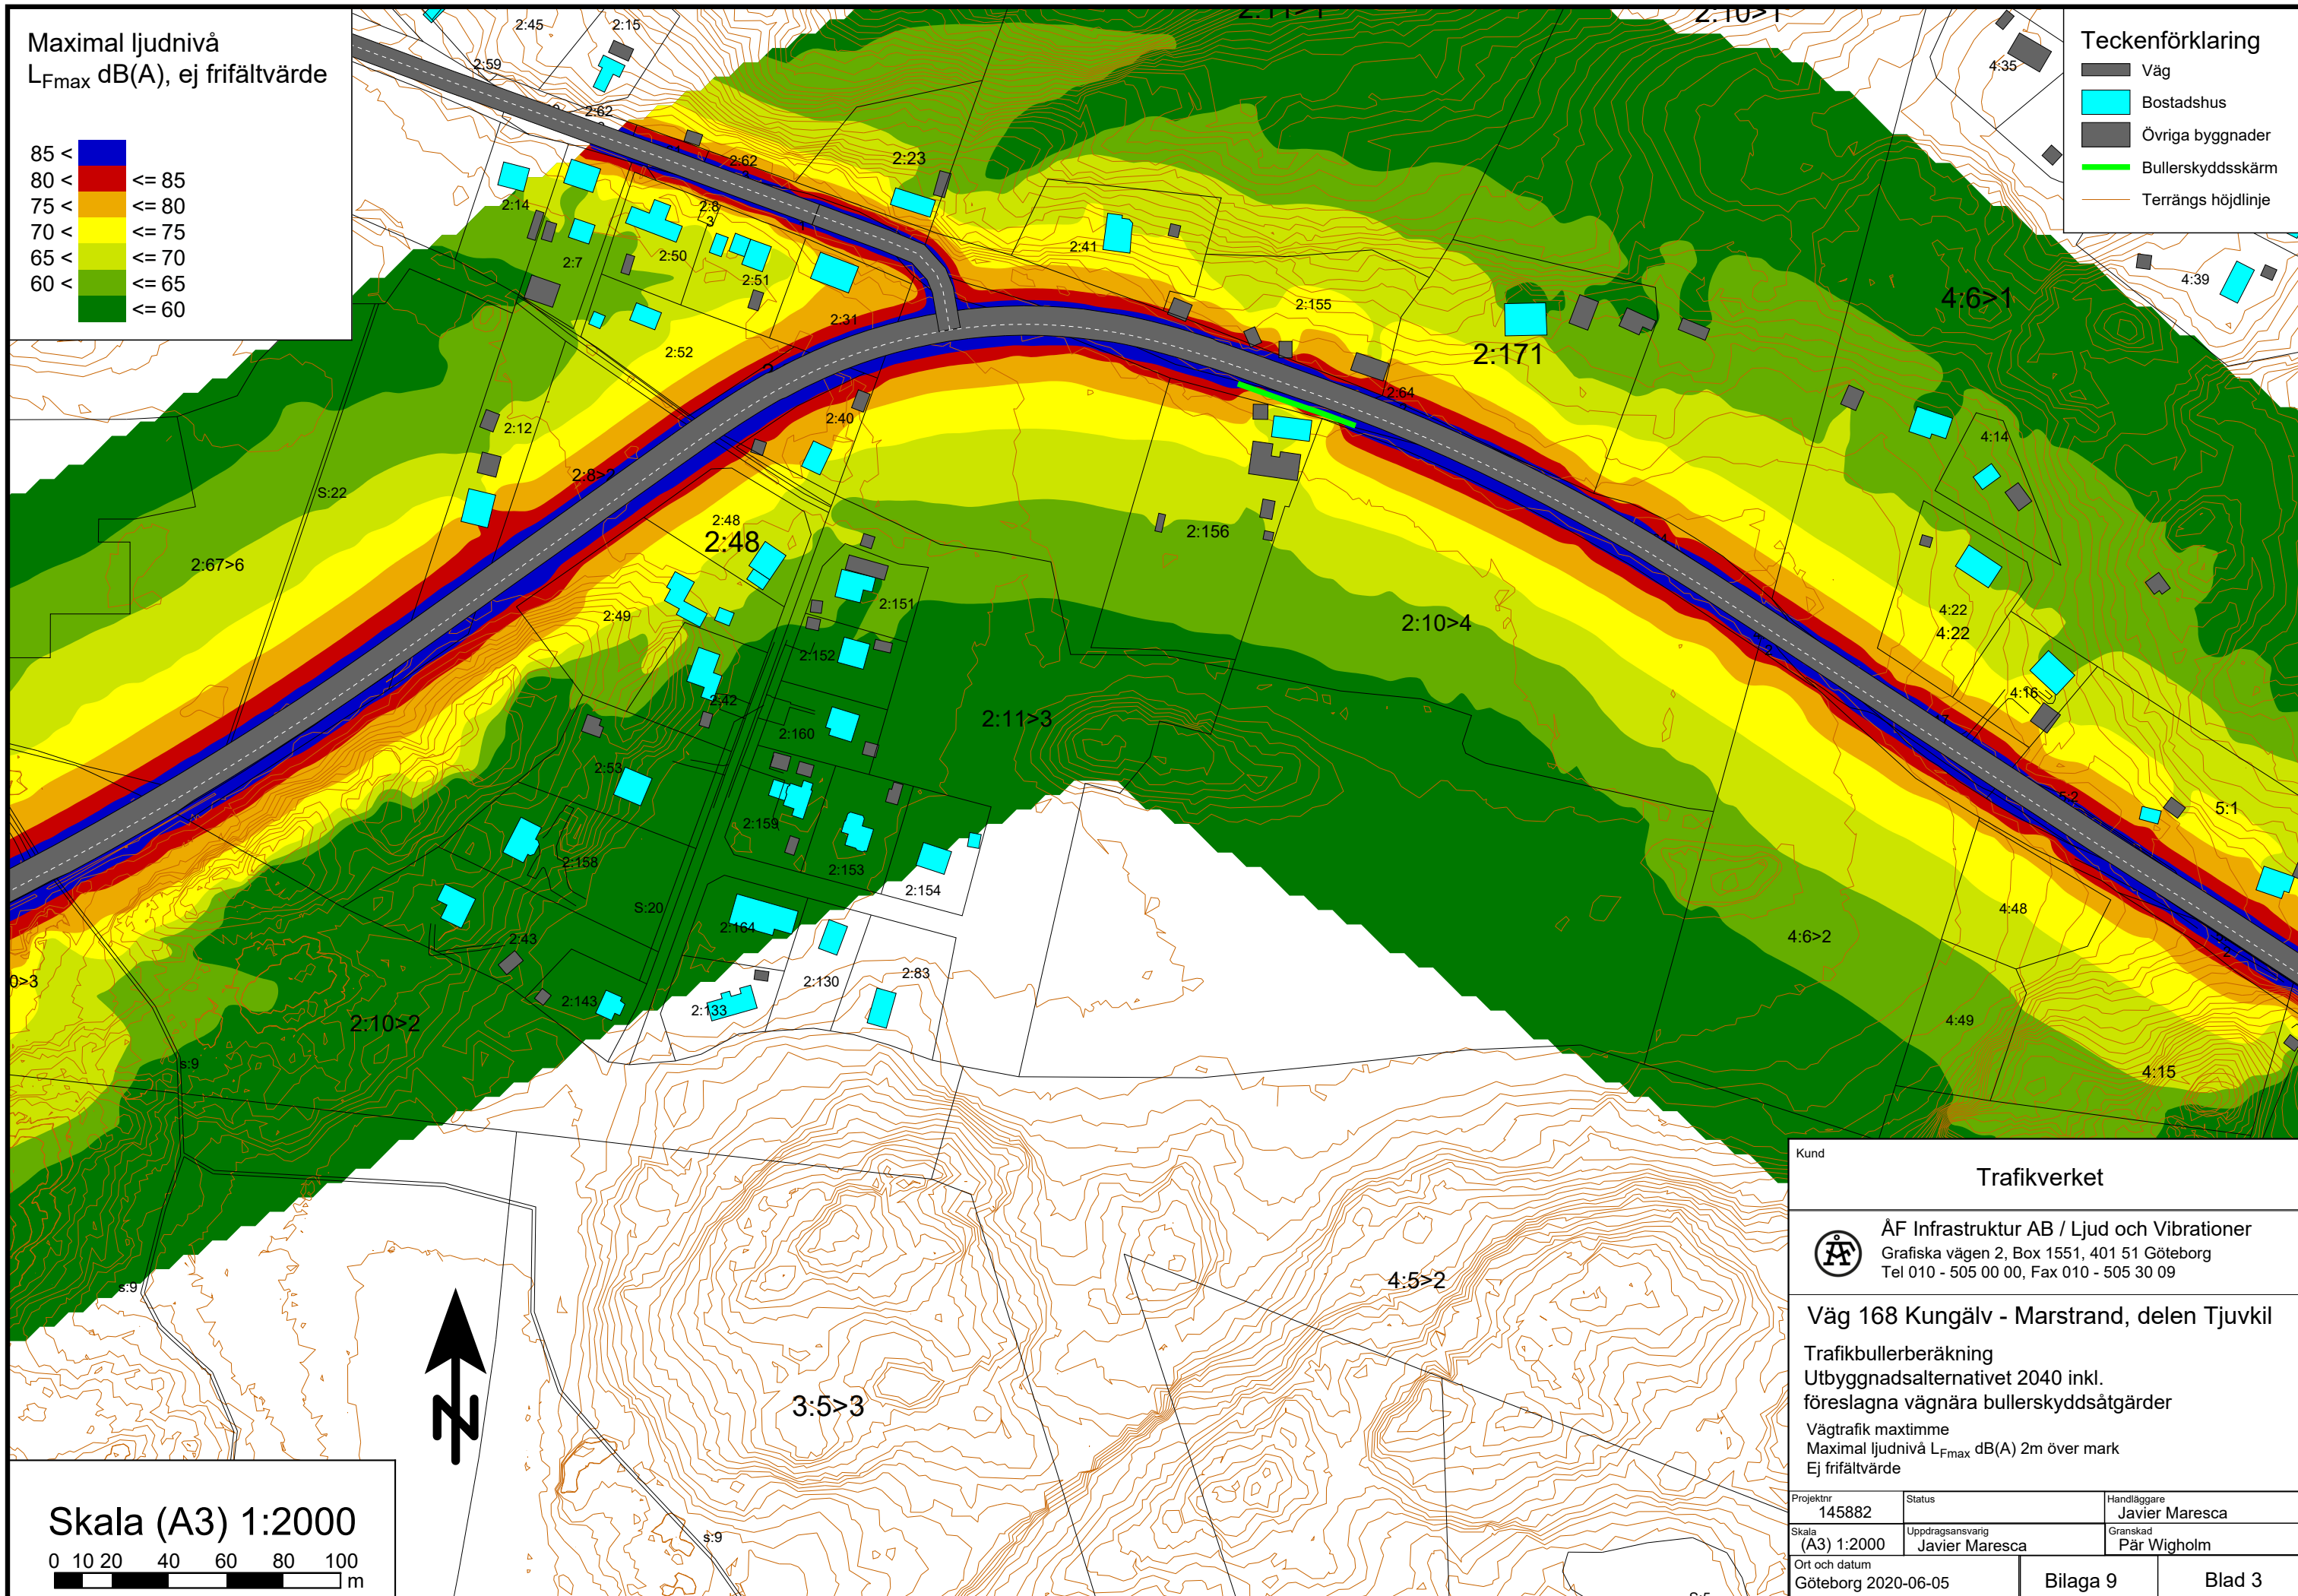 Maximal ljudnivå
LFmax dB(A), ej frifältvärde
85 <
80 < <= 85
75 < <= 80
70 < <= 75
65 < <= 70
60 < <= 65
<= 60
Teckenförklaring
Väg
Bostadshus
Övriga byggnader
Bullerskyddsskärm
Terrängs höjdlinje
2:45
2:15
2:11>1
2:10>1
4:35
2:59
2:62
2:62
2:23
2:14
2:8
3
2:7
2:50
2:51
2:41
4:39
2:155
4:6>1
2:31
2:52
2:171
2:64
2:40
2:12
4:14
2:8>2
S:22
2:48
2:48
2:156
2:67>6
2:151
2:49
2:10>4
4:22
4:22
2:152
2:42
4:16
2:11>3
2:160
2:53
5:2
5:1
2:159
2:158
2:153
2:154
S:20
4:48
2:164
2:43
4:6>2
0>3
2:83
2:130
2:143
2:133
2:10>2
4:49
s:9
4:15
s:9
4:5>2
3:5>3
N
s:9
S:5
Skala (A3) 1:2000
0 10 20 40 60 80 100
m
Kund
Trafikverket
ÅF Infrastruktur AB / Ljud och Vibrationer
Grafiska vägen 2, Box 1551, 401 51 Göteborg
Tel 010 - 505 00 00, Fax 010 - 505 30 09
Väg 168 Kungälv - Marstrand, delen Tjuvkil
Trafikbullerberäkning
Utbyggnadsalternativet 2040 inkl.
föreslagna vägnära bullerskyddsåtgärder
Vägtrafik maxtimme
Maximal ljudnivå LFmax dB(A) 2m över mark
Ej frifältvärde
Projektnr
145882
Status
Handläggare
Javier Maresca
Skala
(A3) 1:2000
Uppdragsansvarig
Javier Maresca
Granskad
Pär Wigholm
Ort och datum
Göteborg 2020-06-05
Bilaga 9
Blad 3